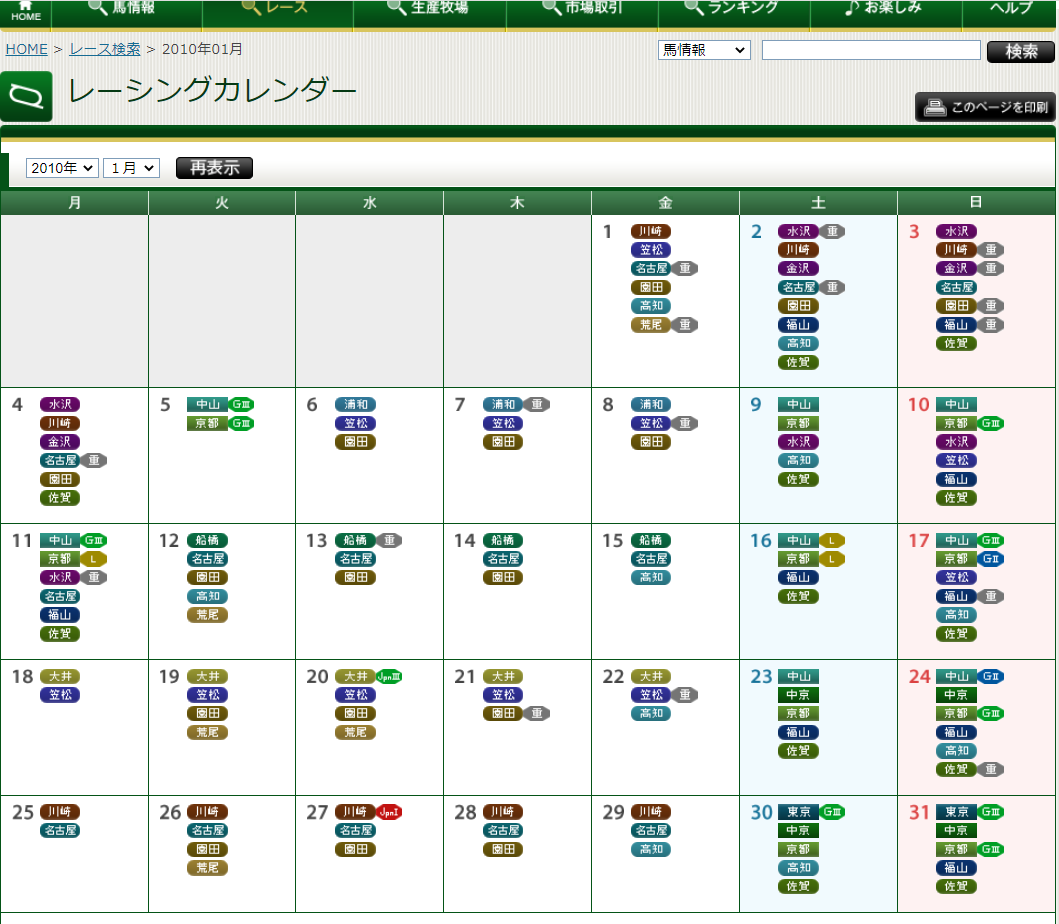 HOME 馬情報 レース 生産牧場 市場取引 ランキング お楽しみ ヘルプ
HOME > レース検索 > 2010年01月 馬情報 検索
レーシングカレンダー
このページを印刷
2010年 1月 再表示
月 火 水 木 金 土 日
1
川崎
笠松
名古屋 重
園田
高知
荒尾 重
2
水沢 重
川崎
金沢
名古屋 重
園田
福山
高知
佐賀
3
水沢
川崎 重
金沢 重
名古屋
園田 重
福山 重
佐賀
4
水沢
川崎
金沢
名古屋 重
園田
佐賀
5
中山 GⅢ
京都 GⅢ
6
浦和
笠松
園田
7
浦和 重
笠松
園田
8
浦和
笠松 重
園田
9
中山
京都
水沢
高知
佐賀
10
中山
京都 GⅢ
水沢
笠松
福山
佐賀
11
中山 GⅢ
京都 L
水沢 重
名古屋
福山
佐賀
12
船橋
名古屋
園田
高知
荒尾
13
船橋 重
名古屋
園田
14
船橋
名古屋
園田
15
船橋
名古屋
高知
16
中山 L
京都 L
福山
佐賀
17
中山 GⅢ
京都 GⅡ
笠松
福山 重
高知
佐賀
18
大井
笠松
19
大井
笠松
園田
荒尾
20
大井 JpnⅢ
笠松
園田
荒尾
21
大井
笠松
園田 重
22
大井
笠松 重
高知
23
中山
中京
京都
福山
佐賀
24
中山 GⅡ
中京
京都 GⅢ
福山
高知
佐賀 重
25
川崎
名古屋
26
川崎
名古屋
園田
荒尾
27
川崎 JpnⅠ
名古屋
園田
28
川崎
名古屋
園田
29
川崎
名古屋
高知
30
東京 GⅢ
中京
京都
高知
佐賀
31
東京 GⅢ
中京
京都 GⅢ
福山
佐賀